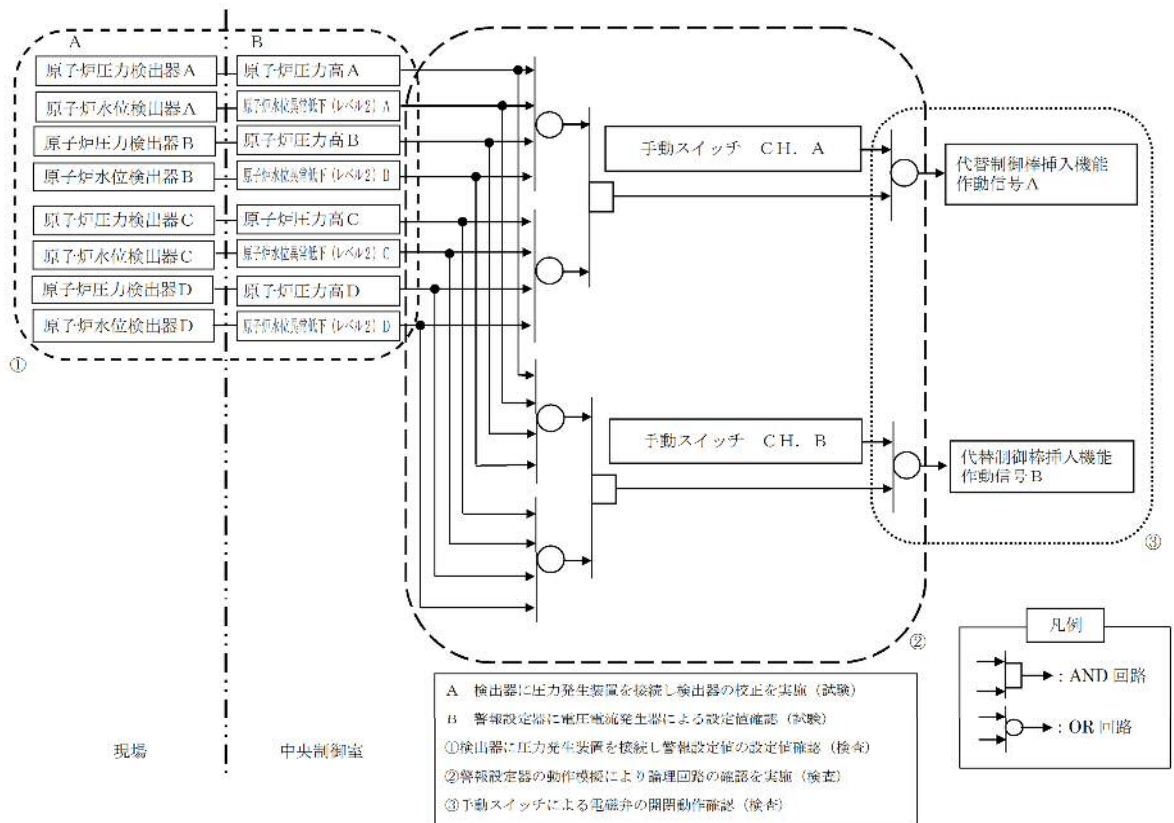 A
B
原子炉圧力検出器A
原子炉圧力高A
原子炉水位検出器A
原子炉水位異常低下（レベル2）A
原子炉圧力検出器B
原子炉圧力高B
原子炉水位検出器B
原子炉水位異常低下（レベル2）B
原子炉圧力検出器C
原子炉圧力高C
原子炉水位検出器C
原子炉水位異常低下（レベル2）C
原子炉圧力検出器D
原子炉圧力高D
原子炉水位検出器D
原子炉水位異常低下（レベル2）D
①
手動スイッチ　CH．A
代替制御棒挿入機能
作動信号A
手動スイッチ　CH．B
代替制御棒挿入機能
作動信号B
③
②
凡例
：AND 回路
：OR 回路
A　検出器に圧力発生装置を接続し検出器の校正を実施（試験）
B　警報設定器に電圧電流発生器による設定値確認（試験）
①検出器に圧力発生装置を接続し警報設定値の設定値確認（検査）
②警報設定器の動作模擬により論理回路の確認を実施（検査）
③手動スイッチによる電磁弁の開閉動作確認（検査）
現場
中央制御室